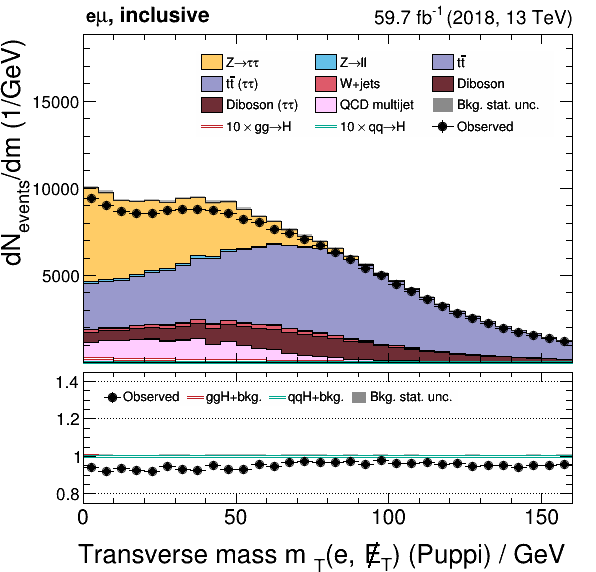 eμ, inclusive 59.7 fb⁻¹ (2018, 13 TeV)
dN_events/dm (1/GeV)
Z→ττ Z→ll tt̄
tt̄ (ττ) W+jets Diboson
Diboson (ττ) QCD multijet Bkg. stat. unc.
10 × gg→H 10 × qq→H Observed
15000
10000
5000
Observed ggH+bkg. qqH+bkg. Bkg. stat. unc.
1.4
1.2
1
0.8
0 50 100 150
Transverse mass m_T(e, E̸_T) (Puppi) / GeV